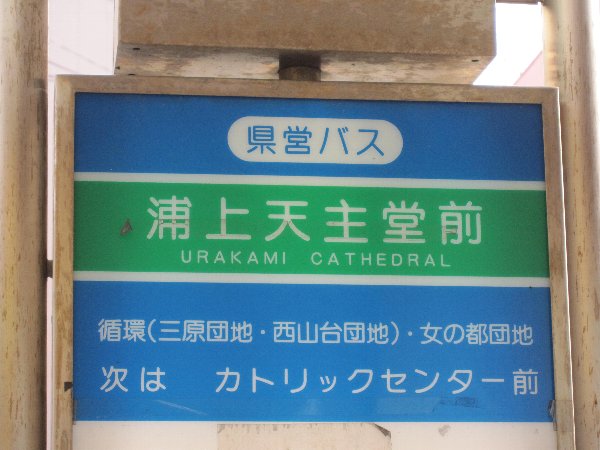 県営バス
浦上天主堂前
URAKAMI CATHEDRAL
循環(三原団地・西山台団地)・女の都団地
次は カトリックセンター前